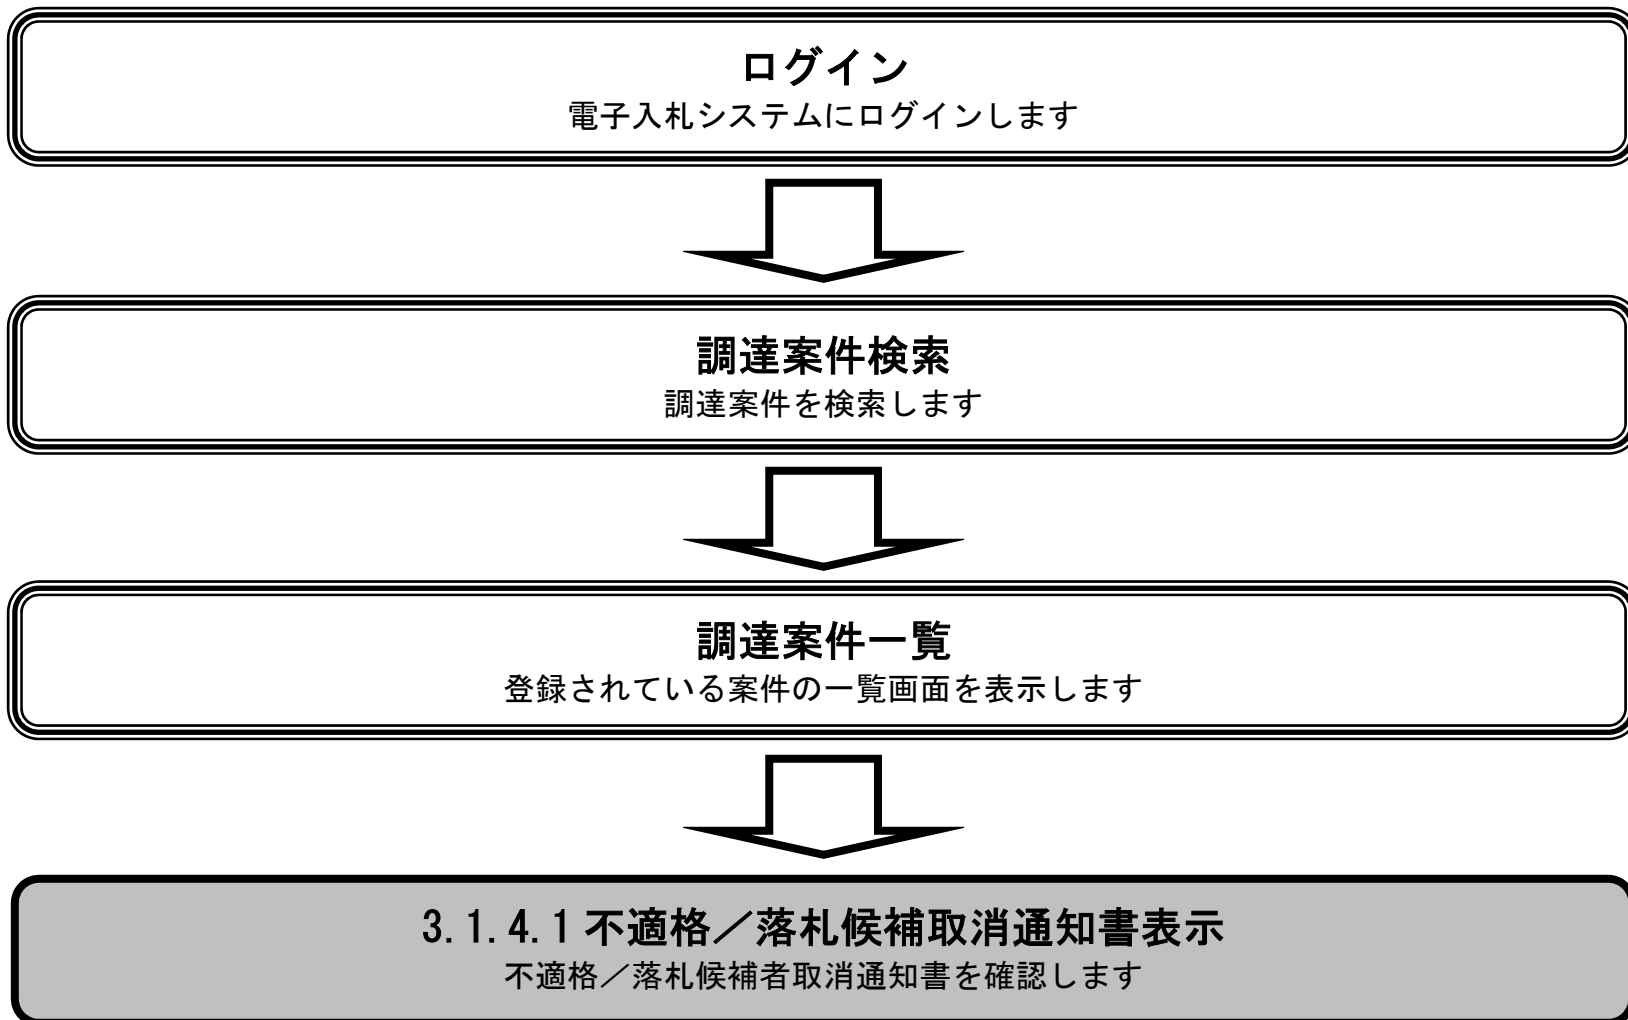 ログイン
電子入札システムにログインします
調達案件検索
調達案件を検索します
調達案件一覧
登録されている案件の一覧画面を表示します
3.1.4.1 不適格／落札候補取消通知書表示
不適格／落札候補者取消通知書を確認します